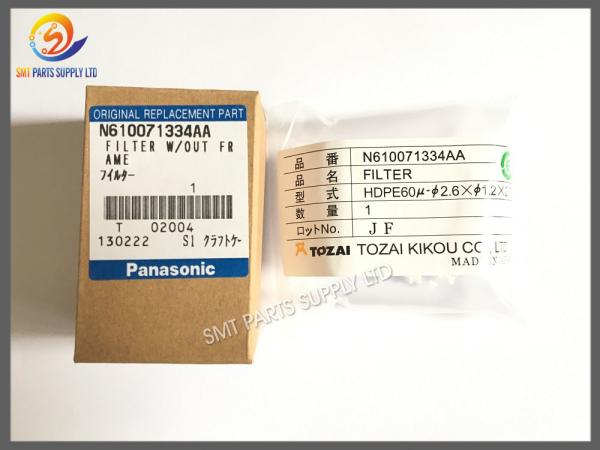 SMT PARTS SUPPLY LTD
ORIGINAL REPLACEMENT PART
N610071334AA
FILTER W/OUT FR
AME
フイルター
1
T 02004
130222 S1 クラフトケー
Panasonic
品 番 N610071334AA
品 名 FILTER
型 式 HDPE60μ-φ2.6×φ1.2×
数 量 1
ロットNo. JF
TOZAI TOZAI KIKOU CO., LTD
MADE IN
SMT PARTS SUPPLY LTD